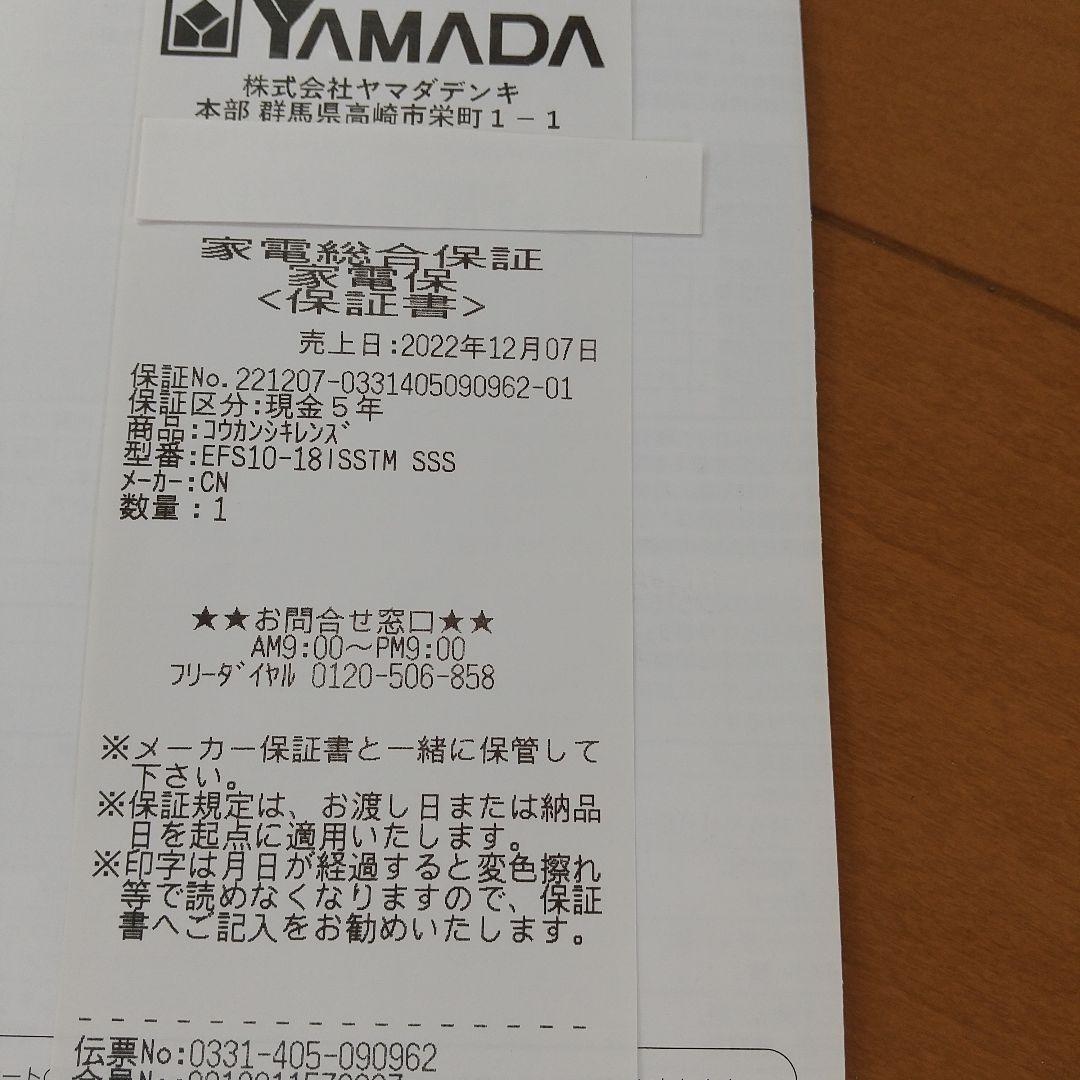 YAMADA
株式会社ヤマダデンキ
本部 群馬県高崎市栄町1-1
家電総合保証
家電保
<保証書>
売上日:2022年12月07日
保証No.221207-0331405090962-01
保証区分:現金5年
商品:ｺｳｶﾝｼｷﾚﾝｽﾞ
型番:EFS10-18ISSTM SSS
ﾒｰｶｰ:CN
数量:1
★★お問合せ窓口★★
AM9:00~PM9:00
ﾌﾘｰﾀﾞｲﾔﾙ 0120-506-858
※メーカー保証書と一緒に保管して
下さい。
※保証規定は、お渡し日または納品
日を起点に適用いたします。
※印字は月日が経過すると変色擦れ
等で読めなくなりますので、保証
書へご記入をお勧めいたします。
伝票No:0331-405-090962